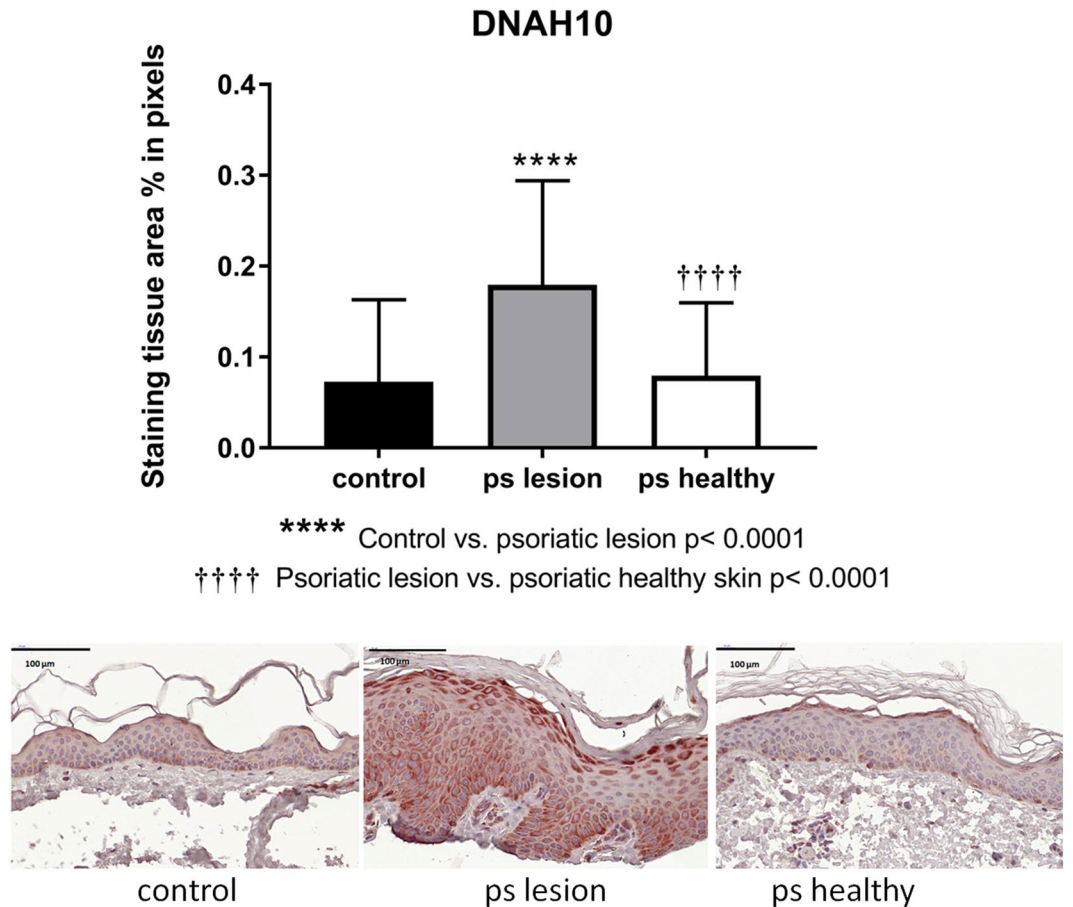 DNAH10
Staining tissue area % in pixels
0.4
0.3
0.2
0.1
0.0
****
††††
control ps lesion ps healthy
**** Control vs. psoriatic lesion p< 0.0001
†††† Psoriatic lesion vs. psoriatic healthy skin p< 0.0001
100 µm 100 µm 100 µm
control ps lesion ps healthy